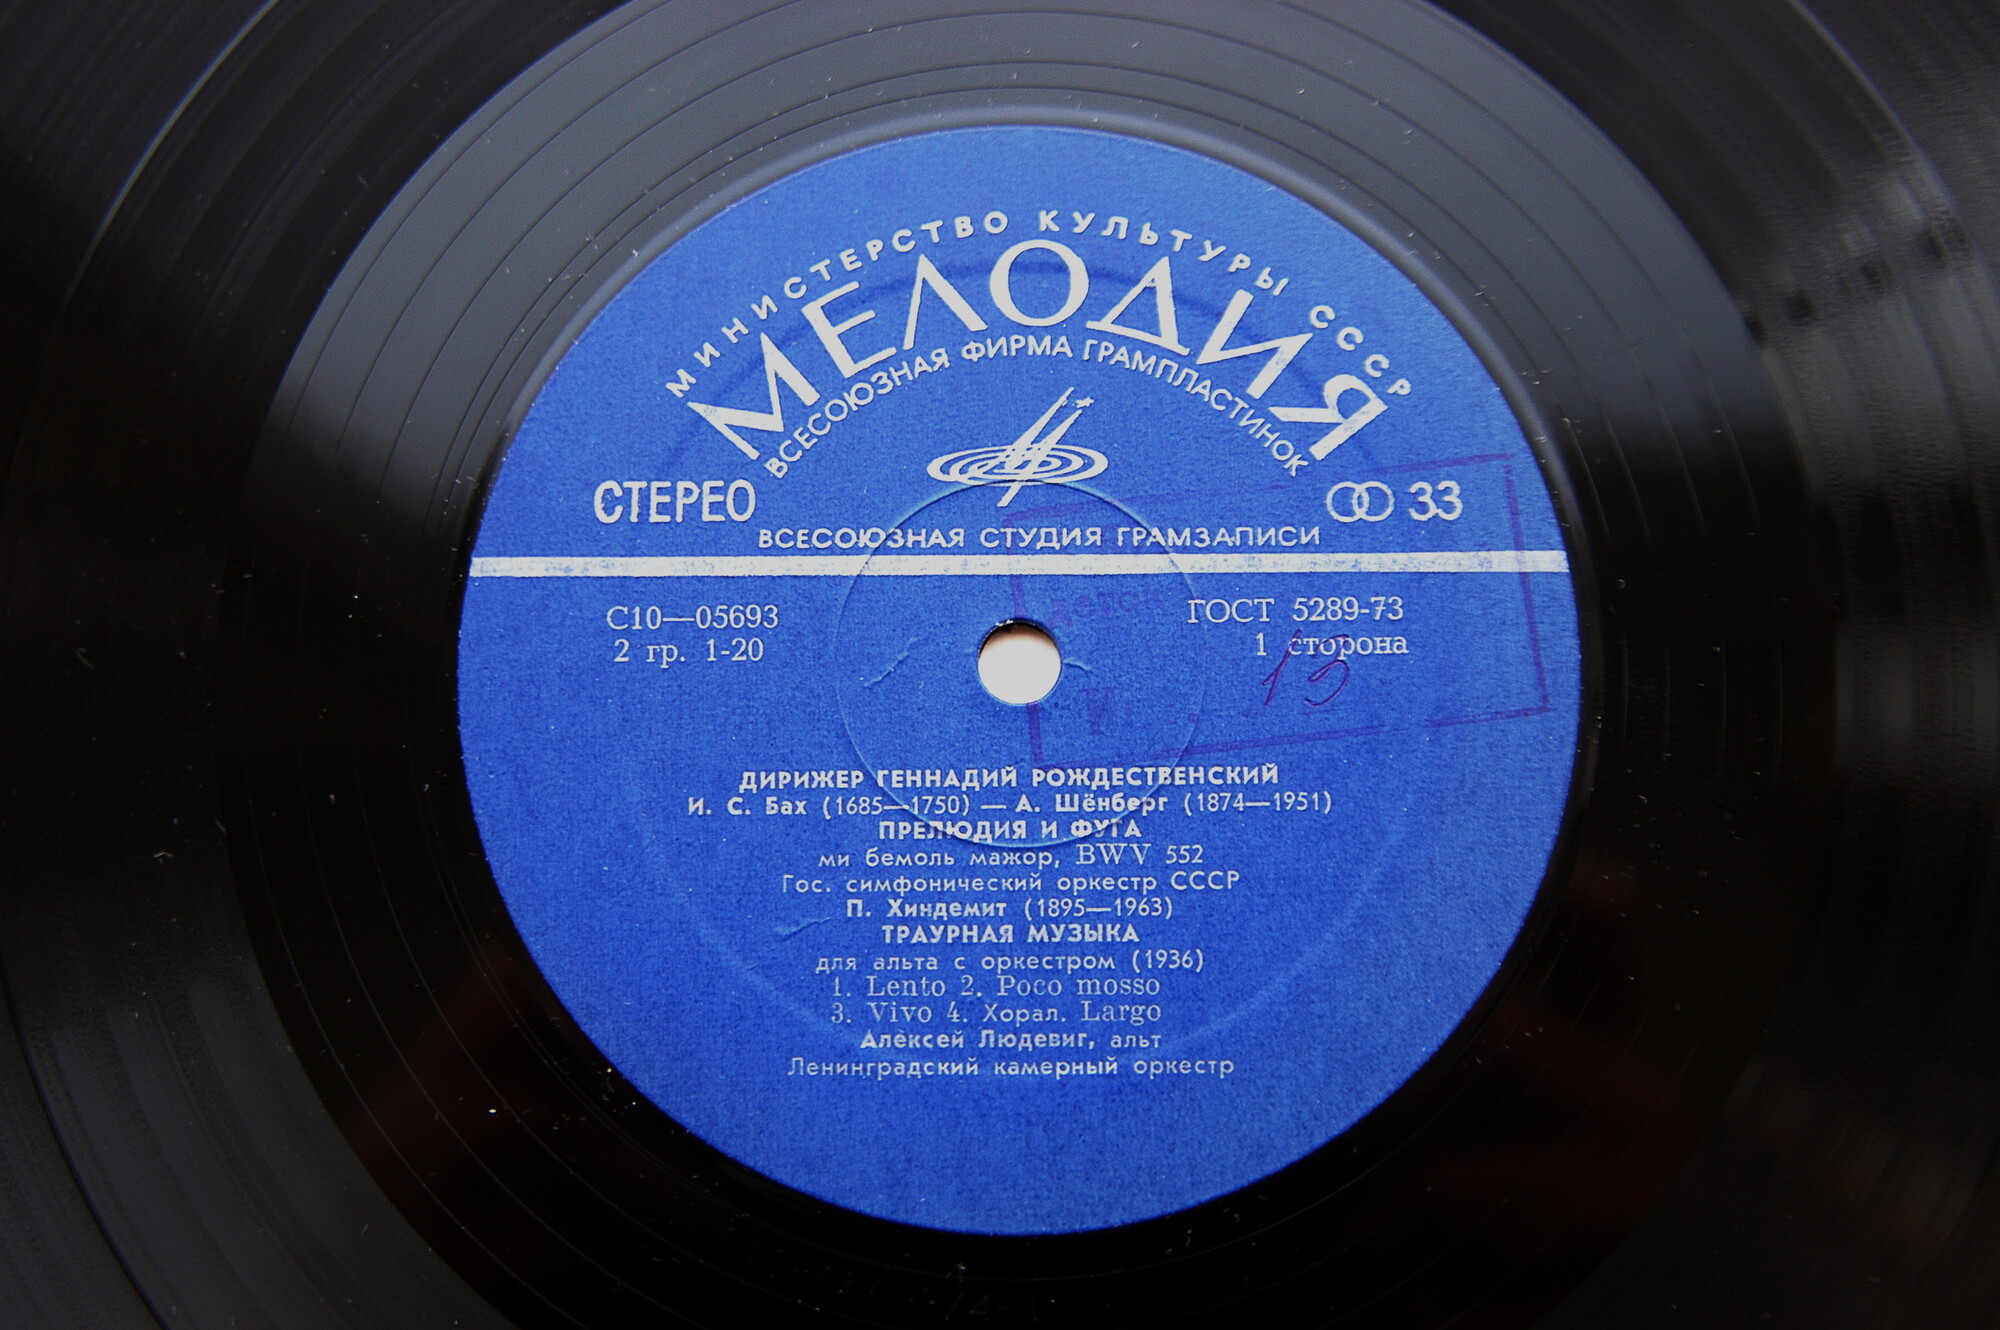 МИНИСТЕРСТВО КУЛЬТУРЫ СССР
МЕЛОДИЯ
ВСЕСОЮЗНАЯ ФИРМА ГРАМПЛАСТИНОК
СТЕРЕО
33
ВСЕСОЮЗНАЯ СТУДИЯ ГРАМЗАПИСИ
С10—05693
ГОСТ 5289-73
2 гр. 1-20
1 сторона
13
ДИРИЖЕР ГЕННАДИЙ РОЖДЕСТВЕНСКИЙ
И. С. Бах (1685—1750) — А. Шёнберг (1874—1951)
ПРЕЛЮДИЯ И ФУГА
ми бемоль мажор, BWV 552
Гос. симфонический оркестр СССР
П. Хиндемит (1895—1963)
ТРАУРНАЯ МУЗЫКА
для альта с оркестром (1936)
1. Lento 2. Poco mosso
3. Vivo 4. Хорал. Largo
Алексей Людевиг, альт
Ленинградский камерный оркестр